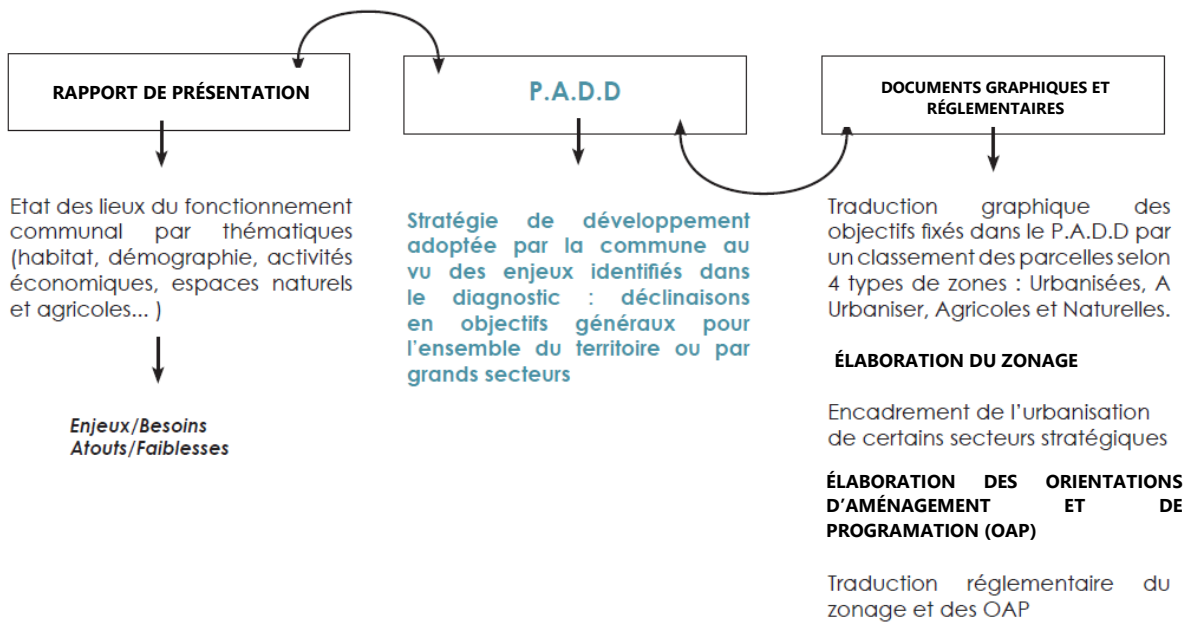 RAPPORT DE PRÉSENTATION
Etat des lieux du fonctionnement
communal par thématiques
(habitat, démographie, activités
économiques, espaces naturels
et agricoles... )
Enjeux/Besoins
Atouts/Faiblesses
P.A.D.D
Stratégie de développement
adoptée par la commune au
vu des enjeux identifiés dans
le diagnostic : déclinaisons
en objectifs généraux pour
l’ensemble du territoire ou par
grands secteurs
DOCUMENTS GRAPHIQUES ET
RÉGLEMENTAIRES
Traduction graphique des
objectifs fixés dans le P.A.D.D par
un classement des parcelles selon
4 types de zones : Urbanisées, A
Urbaniser, Agricoles et Naturelles.
ÉLABORATION DU ZONAGE
Encadrement de l’urbanisation
de certains secteurs stratégiques
ÉLABORATION DES ORIENTATIONS
D’AMÉNAGEMENT ET DE
PROGRAMATION (OAP)
Traduction réglementaire du
zonage et des OAP